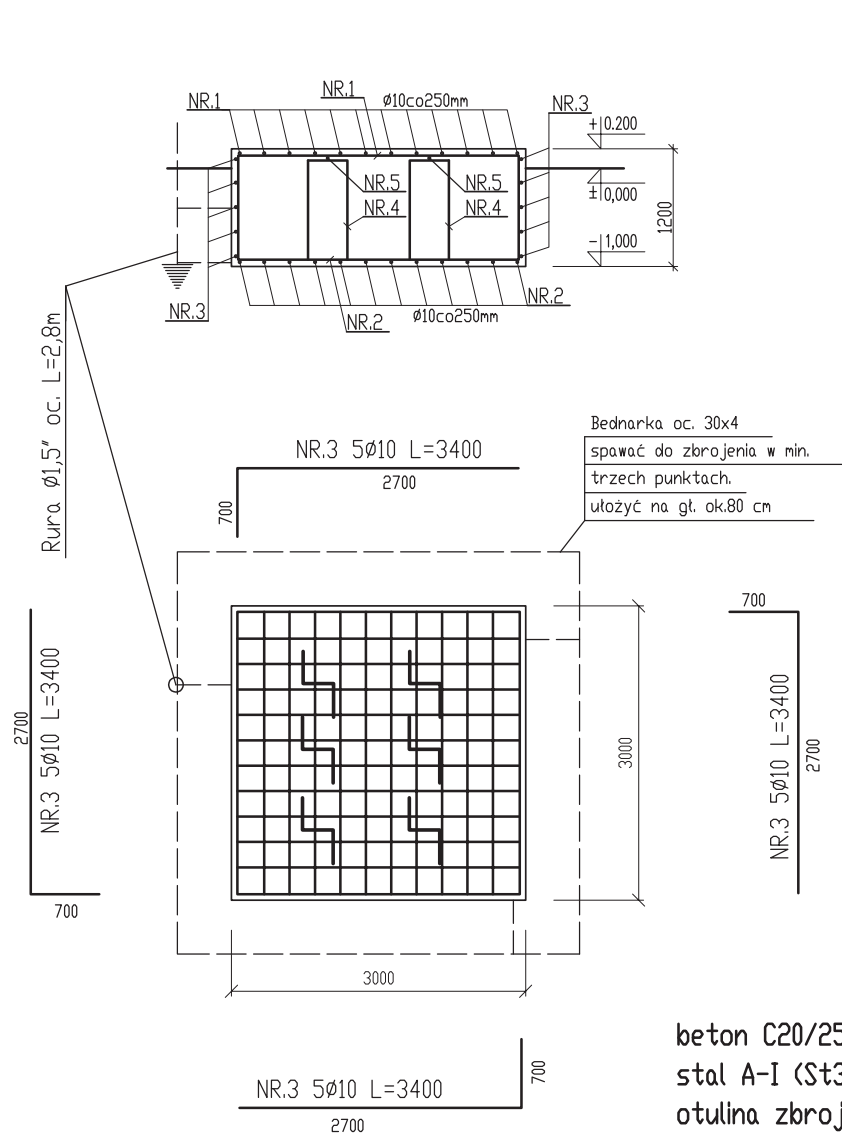 NR.1
NR.1
Ø10co250mm
NR.3
+ 0.200
NR.5
NR.5
± 0,000
NR.4
NR.4
1200
- 1,000
NR.3
NR.2
Ø10co250mm
NR.2
Rura Ø1,5" oc. L=2,8m
NR.3 5Ø10 L=3400
2700
700
Bednarka oc. 30x4
spawać do zbrojenia w min.
trzech punktach.
ułożyć na gł. ok.80 cm
2700
NR.3 5Ø10 L=3400
700
3000
3000
700
NR.3 5Ø10 L=3400
2700
NR.3 5Ø10 L=3400
2700
700
beton C20/25
stal A-I (St3
otulina zbroj